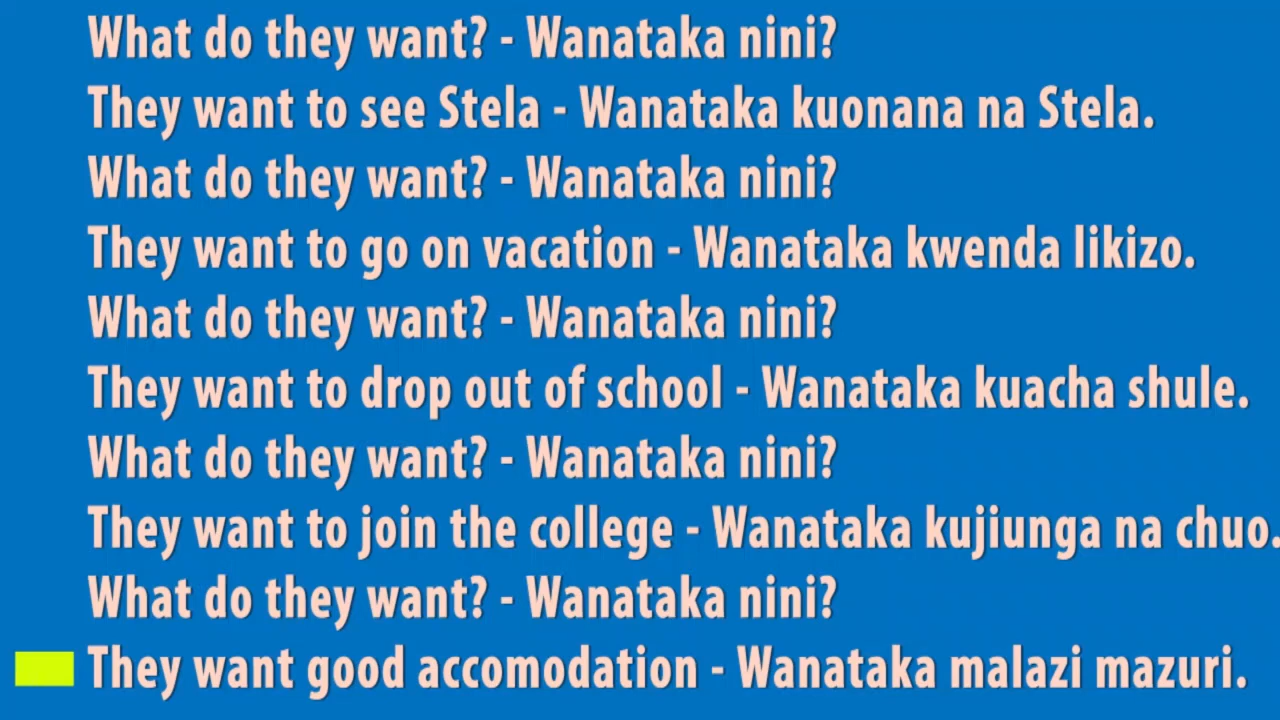 What do they want? - Wanataka nini?
They want to see Stela - Wanataka kuonana na Stela.
What do they want? - Wanataka nini?
They want to go on vacation - Wanataka kwenda likizo.
What do they want? - Wanataka nini?
They want to drop out of school - Wanataka kuacha shule.
What do they want? - Wanataka nini?
They want to join the college - Wanataka kujiunga na chuo.
What do they want? - Wanataka nini?
They want good accomodation - Wanataka malazi mazuri.